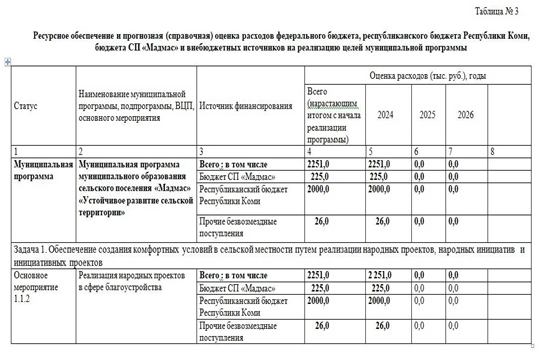 Таблица № 3
Ресурсное обеспечение и прогнозная (справочная) оценка расходов федерального бюджета, республиканского бюджета Республики Коми,
бюджета СП «Мадмас» и внебюджетных источников на реализацию целей муниципальной программы
Статус
Наименование муниципальной
программы, подпрограммы, ВЦП,
основного мероприятия
Источник финансирования
Оценка расходов (тыс. руб.), годы
Всего
(нарастающим
итогом с начала
реализации
программы)
2024
2025
2026
1 2 3 4 5 6 7 8
Муниципальная
программа
Муниципальная программа
муниципального образования
сельского поселения «Мадмас»
«Устойчивое развитие сельской
территории»
Всего : в том числе 2251,0 2251,0 0,0 0,0
Бюджет СП «Мадмас» 225,0 225,0 0,0 0,0
Республиканский бюджет 2000,0 2000,0 0,0 0,0
Республики Коми
Прочие безвозмездные 26,0 26,0 0,0 0,0
поступления
Задача 1. Обеспечение создания комфортных условий в сельской местности путем реализации народных проектов, народных инициатив и
инициативных проектов
Основное
мероприятие
1.1.2
Реализация народных проектов
в сфере благоустройства
Всего : в том числе 2251,0 2 251,0 0,0 0,0
Бюджет СП «Мадмас» 225,0 225,0 0,0 0,0
Республиканский бюджет 2000,0 2000,0 0,0 0,0
Республики Коми
Прочие безвозмездные 26,0 26,0 0,0 0,0
поступления